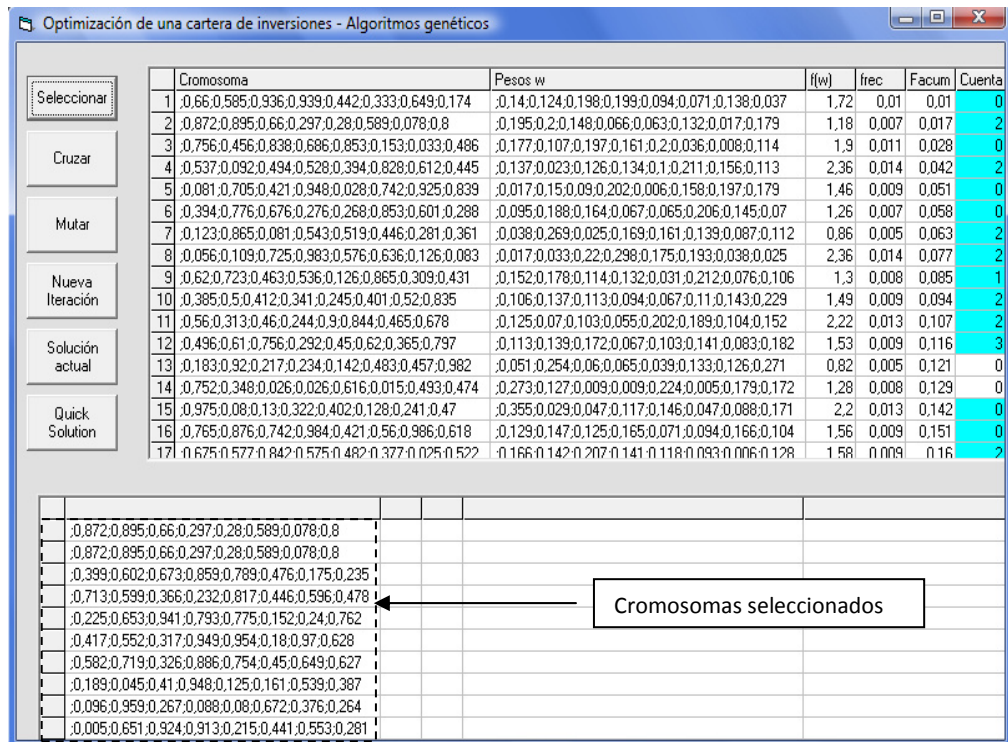 Optimización de una cartera de inversiones - Algoritmos genéticos
Seleccionar
Cruzar
Mutar
Nueva
Iteración
Solución
actual
Quick
Solution
Cromosoma Pesos w f(w) frec Facum Cuenta
1 ;0,66;0,585;0,936;0,939;0,442;0,333;0,649;0,174 ;0,14;0,124;0,198;0,199;0,094;0,071;0,138;0,037 1,72 0,01 0,01 0
2 ;0,872;0,895;0,66;0,297;0,28;0,589;0,078;0,8 ;0,195;0,2;0,148;0,066;0,063;0,132;0,017;0,179 1,18 0,007 0,017 2
3 ;0,756;0,456;0,838;0,686;0,853;0,153;0,033;0,486 ;0,177;0,107;0,197;0,161;0,2;0,036;0,008;0,114 1,9 0,011 0,028 0
4 ;0,537;0,092;0,494;0,528;0,394;0,828;0,612;0,445 ;0,137;0,023;0,126;0,134;0,1;0,211;0,156;0,113 2,36 0,014 0,042 2
5 ;0,081;0,705;0,421;0,948;0,028;0,742;0,925;0,839 ;0,017;0,15;0,09;0,202;0,006;0,158;0,197;0,179 1,46 0,009 0,051 0
6 ;0,394;0,776;0,676;0,276;0,268;0,853;0,601;0,288 ;0,095;0,188;0,164;0,067;0,065;0,206;0,145;0,07 1,26 0,007 0,058 0
7 ;0,123;0,865;0,081;0,543;0,519;0,446;0,281;0,361 ;0,038;0,269;0,025;0,169;0,161;0,139;0,087;0,112 0,86 0,005 0,063 2
8 ;0,056;0,109;0,725;0,983;0,576;0,636;0,126;0,083 ;0,017;0,033;0,22;0,298;0,175;0,193;0,038;0,025 2,36 0,014 0,077 2
9 ;0,62;0,723;0,463;0,536;0,126;0,865;0,309;0,431 ;0,152;0,178;0,114;0,132;0,031;0,212;0,076;0,106 1,3 0,008 0,085 1
10 ;0,385;0,5;0,412;0,341;0,245;0,401;0,52;0,835 ;0,106;0,137;0,113;0,094;0,067;0,11;0,143;0,229 1,49 0,009 0,094 2
11 ;0,56;0,313;0,46;0,244;0,9;0,844;0,465;0,678 ;0,125;0,07;0,103;0,055;0,202;0,189;0,104;0,152 2,22 0,013 0,107 2
12 ;0,496;0,61;0,756;0,292;0,45;0,62;0,365;0,797 ;0,113;0,139;0,172;0,067;0,103;0,141;0,083;0,182 1,53 0,009 0,116 3
13 ;0,183;0,92;0,217;0,234;0,142;0,483;0,457;0,982 ;0,051;0,254;0,06;0,065;0,039;0,133;0,126;0,271 0,82 0,005 0,121 0
14 ;0,752;0,348;0,026;0,026;0,616;0,015;0,493;0,474 ;0,273;0,127;0,009;0,009;0,224;0,005;0,179;0,172 1,28 0,008 0,129 0
15 ;0,975;0,08;0,13;0,322;0,402;0,128;0,241;0,47 ;0,355;0,029;0,047;0,117;0,146;0,047;0,088;0,171 2,2 0,013 0,142 0
16 ;0,765;0,876;0,742;0,984;0,421;0,56;0,986;0,618 ;0,129;0,147;0,125;0,165;0,071;0,094;0,166;0,104 1,56 0,009 0,151 0
17 ;0,675;0,577;0,842;0,575;0,482;0,377;0,025;0,522 ;0,166;0,142;0,207;0,141;0,118;0,093;0,006;0,128 1,58 0,009 0,16 2
;0,872;0,895;0,66;0,297;0,28;0,589;0,078;0,8
;0,872;0,895;0,66;0,297;0,28;0,589;0,078;0,8
;0,399;0,602;0,673;0,859;0,789;0,476;0,175;0,235
;0,713;0,599;0,366;0,232;0,817;0,446;0,596;0,478
;0,225;0,653;0,941;0,793;0,775;0,152;0,24;0,762
;0,417;0,552;0,317;0,949;0,954;0,18;0,97;0,628
;0,582;0,719;0,326;0,886;0,754;0,45;0,649;0,627
;0,189;0,045;0,41;0,948;0,125;0,161;0,539;0,387
;0,096;0,959;0,267;0,088;0,08;0,672;0,376;0,264
;0,005;0,651;0,924;0,913;0,215;0,441;0,553;0,281
Cromosomas seleccionados